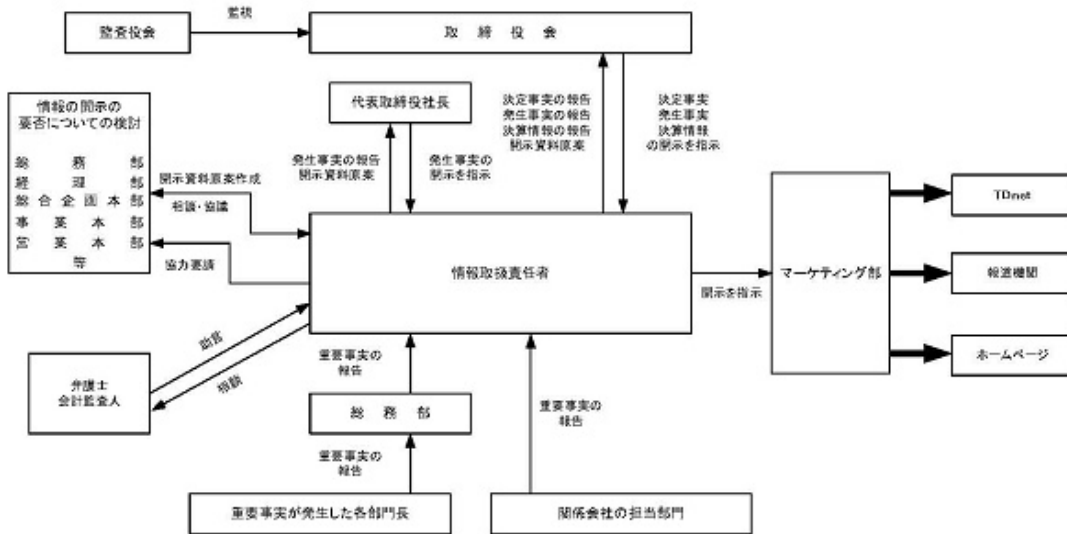 監視
監査役会
取締役会
情報の開示の
要否についての検討
総務部
経理部
総合企画本部
事業本部
営業本部
等
代表取締役社長
決定事実の報告
発生事実の報告
決算情報の報告
開示資料原案
決定事実
発生事実
決算情報
の開示を指示
発生事実の報告
開示資料原案
発生事実の
開示を指示
開示資料原案作成
相談・協議
協力要請
情報取扱責任者
開示を指示
マーケティング部
TDnet
報道機関
ホームページ
助言
相談
弁護士
会計監査人
重要事実の
報告
総務部
重要事実の
報告
重要事実の
報告
重要事実が発生した各部門長
関係会社の担当部門